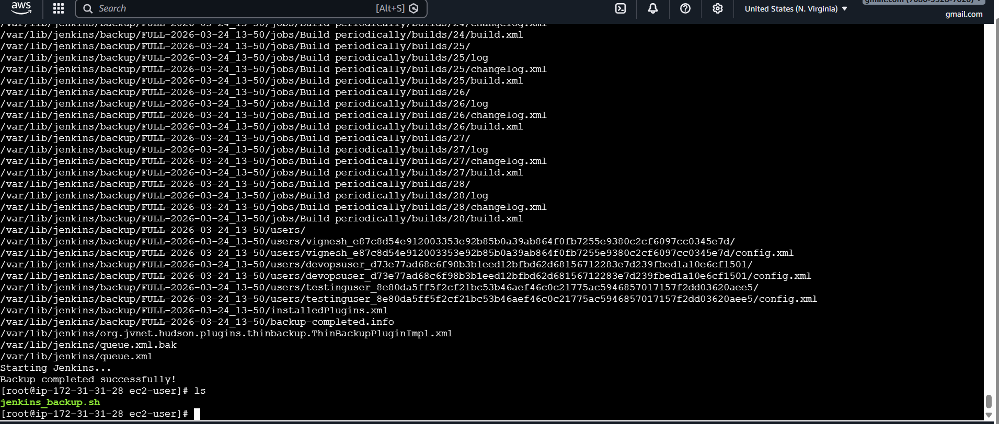 aws
Search
[Alt+S]
United States (N. Virginia)
gmail.com
/var/lib/jenkins/backup/FULL-2026-03-24_13-50/jobs/Build periodically/builds/24/changelog.xml
/var/lib/jenkins/backup/FULL-2026-03-24_13-50/jobs/Build periodically/builds/24/build.xml
/var/lib/jenkins/backup/FULL-2026-03-24_13-50/jobs/Build periodically/builds/25/
/var/lib/jenkins/backup/FULL-2026-03-24_13-50/jobs/Build periodically/builds/25/log
/var/lib/jenkins/backup/FULL-2026-03-24_13-50/jobs/Build periodically/builds/25/changelog.xml
/var/lib/jenkins/backup/FULL-2026-03-24_13-50/jobs/Build periodically/builds/25/build.xml
/var/lib/jenkins/backup/FULL-2026-03-24_13-50/jobs/Build periodically/builds/26/
/var/lib/jenkins/backup/FULL-2026-03-24_13-50/jobs/Build periodically/builds/26/log
/var/lib/jenkins/backup/FULL-2026-03-24_13-50/jobs/Build periodically/builds/26/changelog.xml
/var/lib/jenkins/backup/FULL-2026-03-24_13-50/jobs/Build periodically/builds/26/build.xml
/var/lib/jenkins/backup/FULL-2026-03-24_13-50/jobs/Build periodically/builds/27/
/var/lib/jenkins/backup/FULL-2026-03-24_13-50/jobs/Build periodically/builds/27/log
/var/lib/jenkins/backup/FULL-2026-03-24_13-50/jobs/Build periodically/builds/27/changelog.xml
/var/lib/jenkins/backup/FULL-2026-03-24_13-50/jobs/Build periodically/builds/27/build.xml
/var/lib/jenkins/backup/FULL-2026-03-24_13-50/jobs/Build periodically/builds/28/
/var/lib/jenkins/backup/FULL-2026-03-24_13-50/jobs/Build periodically/builds/28/log
/var/lib/jenkins/backup/FULL-2026-03-24_13-50/jobs/Build periodically/builds/28/changelog.xml
/var/lib/jenkins/backup/FULL-2026-03-24_13-50/jobs/Build periodically/builds/28/build.xml
/var/lib/jenkins/backup/FULL-2026-03-24_13-50/users/
/var/lib/jenkins/backup/FULL-2026-03-24_13-50/users/vignesh_e87c8d54e912003353e92b85b0a39ab864f0fb7255e9380c2cf6097cc0345e7d/
/var/lib/jenkins/backup/FULL-2026-03-24_13-50/users/vignesh_e87c8d54e912003353e92b85b0a39ab864f0fb7255e9380c2cf6097cc0345e7d/config.xml
/var/lib/jenkins/backup/FULL-2026-03-24_13-50/users/devopsuser_d73e77ad68c6f98b3b1eed12bfbd62d68156712283e7d239fbed1a10e6cf1501/
/var/lib/jenkins/backup/FULL-2026-03-24_13-50/users/devopsuser_d73e77ad68c6f98b3b1eed12bfbd62d68156712283e7d239fbed1a10e6cf1501/config.xml
/var/lib/jenkins/backup/FULL-2026-03-24_13-50/users/testinguser_8e80da5ff5f2cf21bc53b46aef46c0c21775ac5946857017157f2dd03620aee5/
/var/lib/jenkins/backup/FULL-2026-03-24_13-50/users/testinguser_8e80da5ff5f2cf21bc53b46aef46c0c21775ac5946857017157f2dd03620aee5/config.xml
/var/lib/jenkins/backup/FULL-2026-03-24_13-50/installedPlugins.xml
/var/lib/jenkins/backup/FULL-2026-03-24_13-50/backup-completed.info
/var/lib/jenkins/org.jvnet.hudson.plugins.thinbackup.ThinBackupPluginImpl.xml
/var/lib/jenkins/queue.xml.bak
/var/lib/jenkins/queue.xml
Starting Jenkins...
Backup completed successfully!
[root@ip-172-31-31-28 ec2-user]# ls
jenkins_backup.sh
[root@ip-172-31-31-28 ec2-user]#